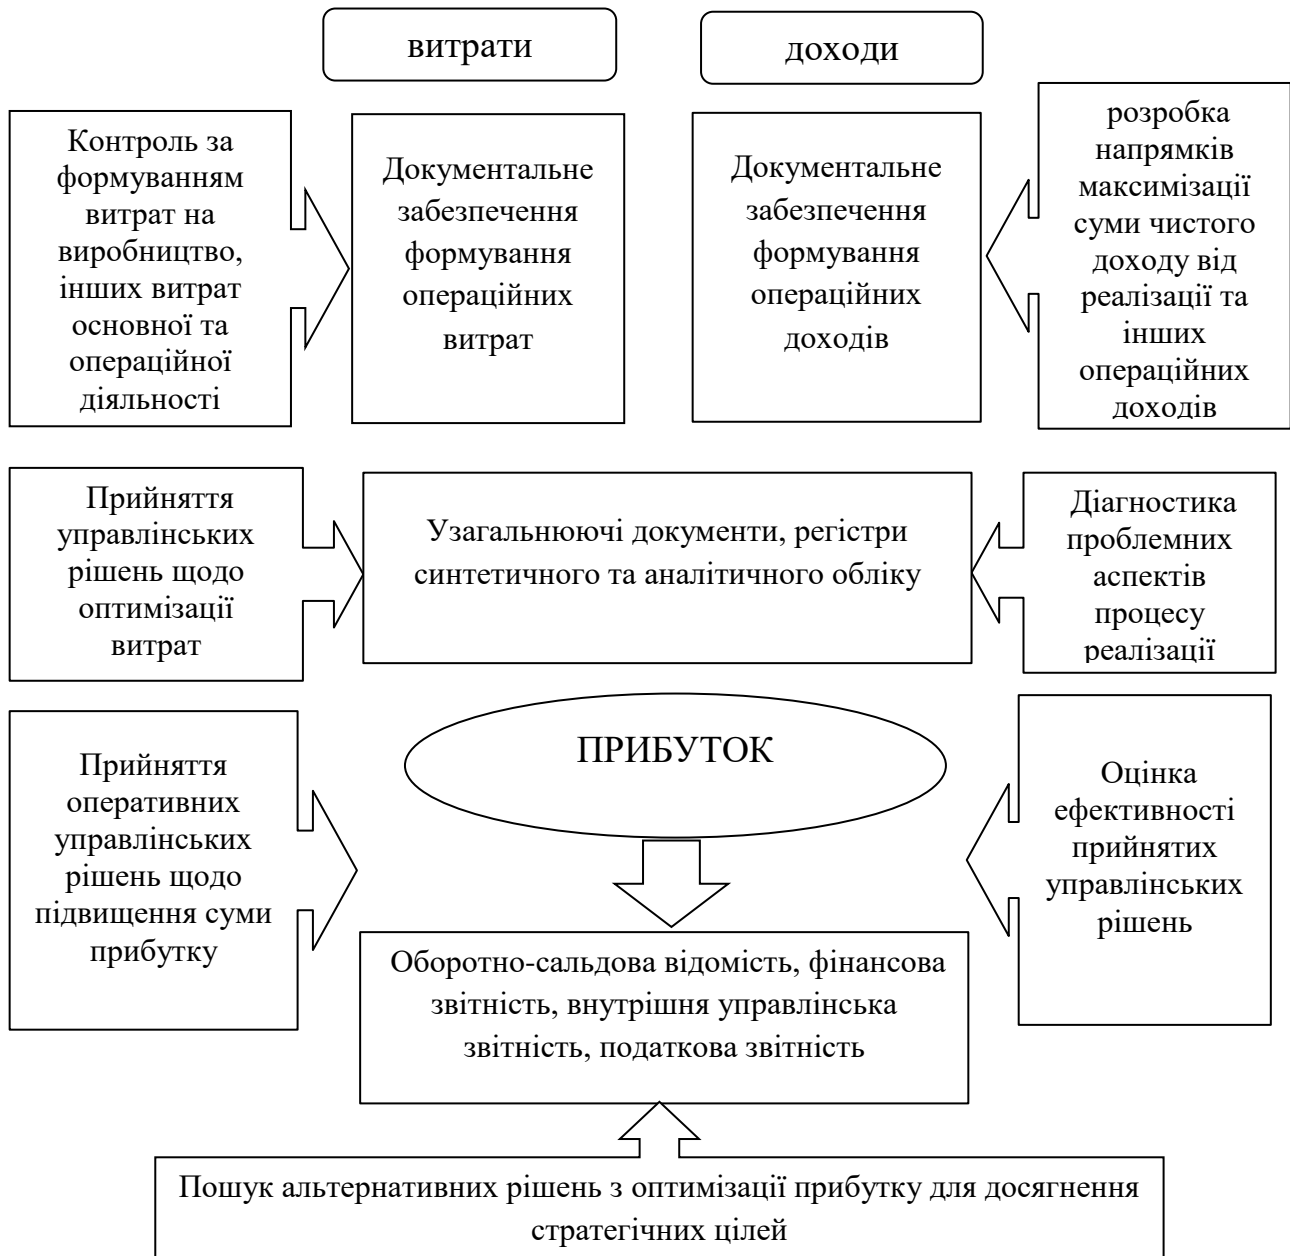 витрати
доходи
Контроль за
формуванням
витрат на
виробництво,
інших витрат
основної та
операційної
діяльності
Документальне
забезпечення
формування
операційних
витрат
Документальне
забезпечення
формування
операційних
доходів
розробка
напрямків
максимізації
суми чистого
доходу від
реалізації та
інших
операційних
доходів
Прийняття
управлінських
рішень щодо
оптимізації
витрат
Узагальнюючі документи, регістри
синтетичного та аналітичного обліку
Діагностика
проблемних
аспектів
процесу
реалізації
Прийняття
оперативних
управлінських
рішень щодо
підвищення суми
прибутку
ПРИБУТОК
Оцінка
ефективності
прийнятих
управлінських
рішень
Оборотно-сальдова відомість, фінансова
звітність, внутрішня управлінська
звітність, податкова звітність
Пошук альтернативних рішень з оптимізації прибутку для досягнення
стратегічних цілей